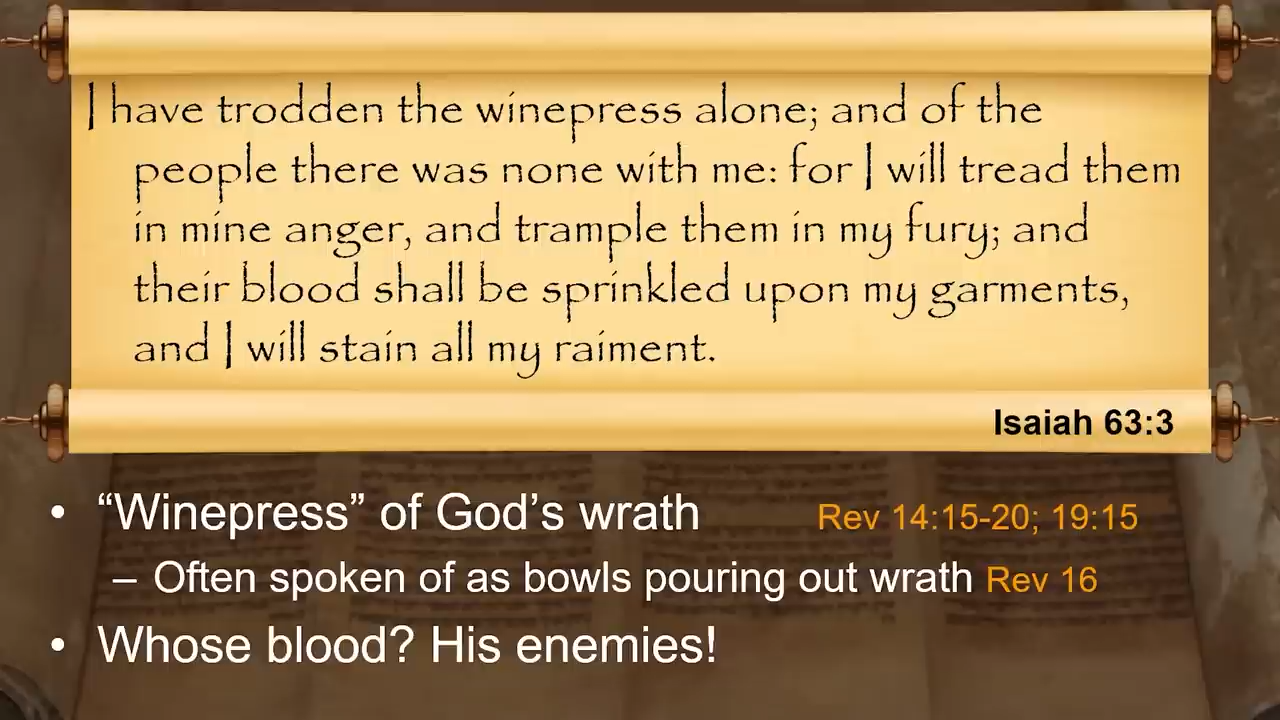 I have trodden the winepress alone; and of the
people there was none with me: for I will tread them
in mine anger, and trample them in my fury; and
their blood shall be sprinkled upon my garments,
and I will stain all my raiment.
Isaiah 63:3
• “Winepress” of God’s wrath Rev 14:15-20; 19:15
– Often spoken of as bowls pouring out wrath Rev 16
• Whose blood? His enemies!